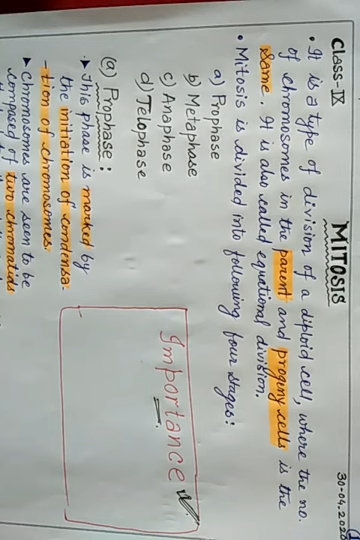 CLASS-IX
MITOSIS
30-04.2020
• It is a type of division of a diploid cell, where the no.
of chromosomes in the parent and progny cells is the
same. It is also called equational division.
• Mitosis is divided into following four stages:
a) Prophase
b) Metaphase
c) Anaphase
d) Telophase
(a) Prophase:
▸ This phase is marked by
the initiation of condensa-
-tion of chromosomes.
▸ Chromosomes are seen to be
composed of two chromatids
Importance